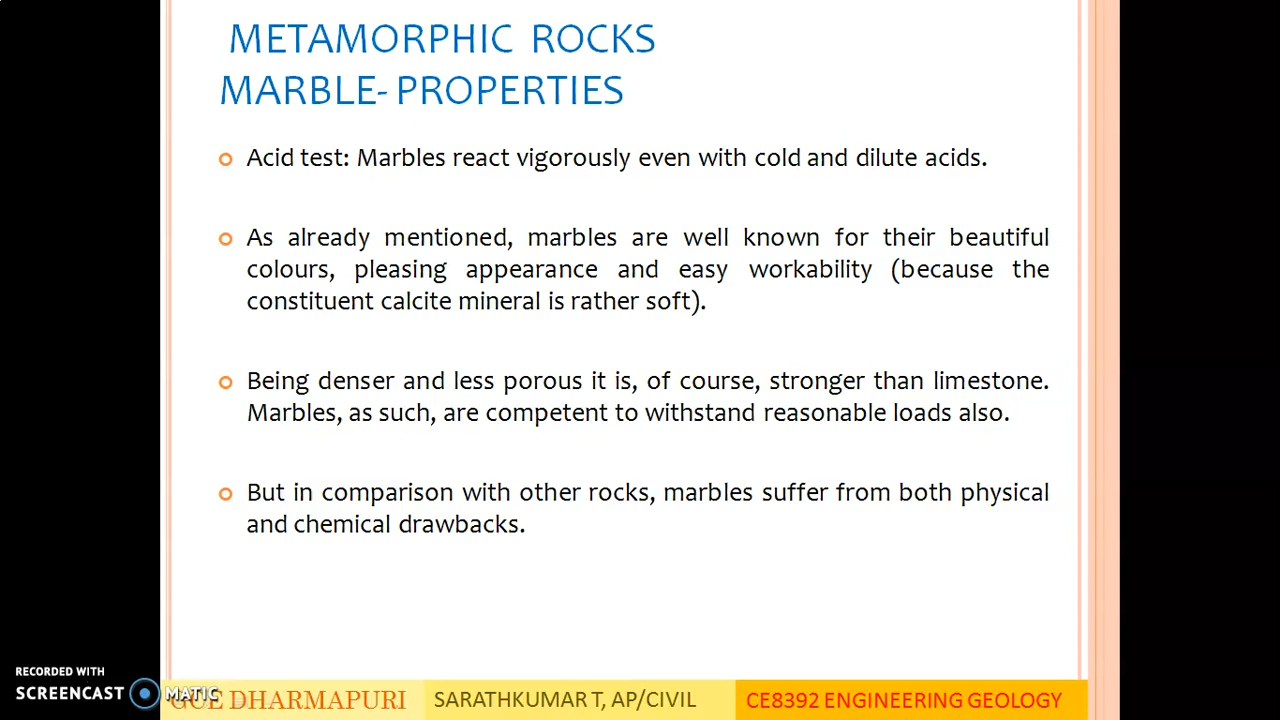 METAMORPHIC ROCKS
MARBLE- PROPERTIES
Acid test: Marbles react vigorously even with cold and dilute acids.
As already mentioned, marbles are well known for their beautiful
colours, pleasing appearance and easy workability (because the
constituent calcite mineral is rather soft).
Being denser and less porous it is, of course, stronger than limestone.
Marbles, as such, are competent to withstand reasonable loads also.
But in comparison with other rocks, marbles suffer from both physical
and chemical drawbacks.
RECORDED WITH
SCREENCAST MATIC
GCE DHARMAPURI SARATHKUMAR T, AP/CIVIL CE8392 ENGINEERING GEOLOGY